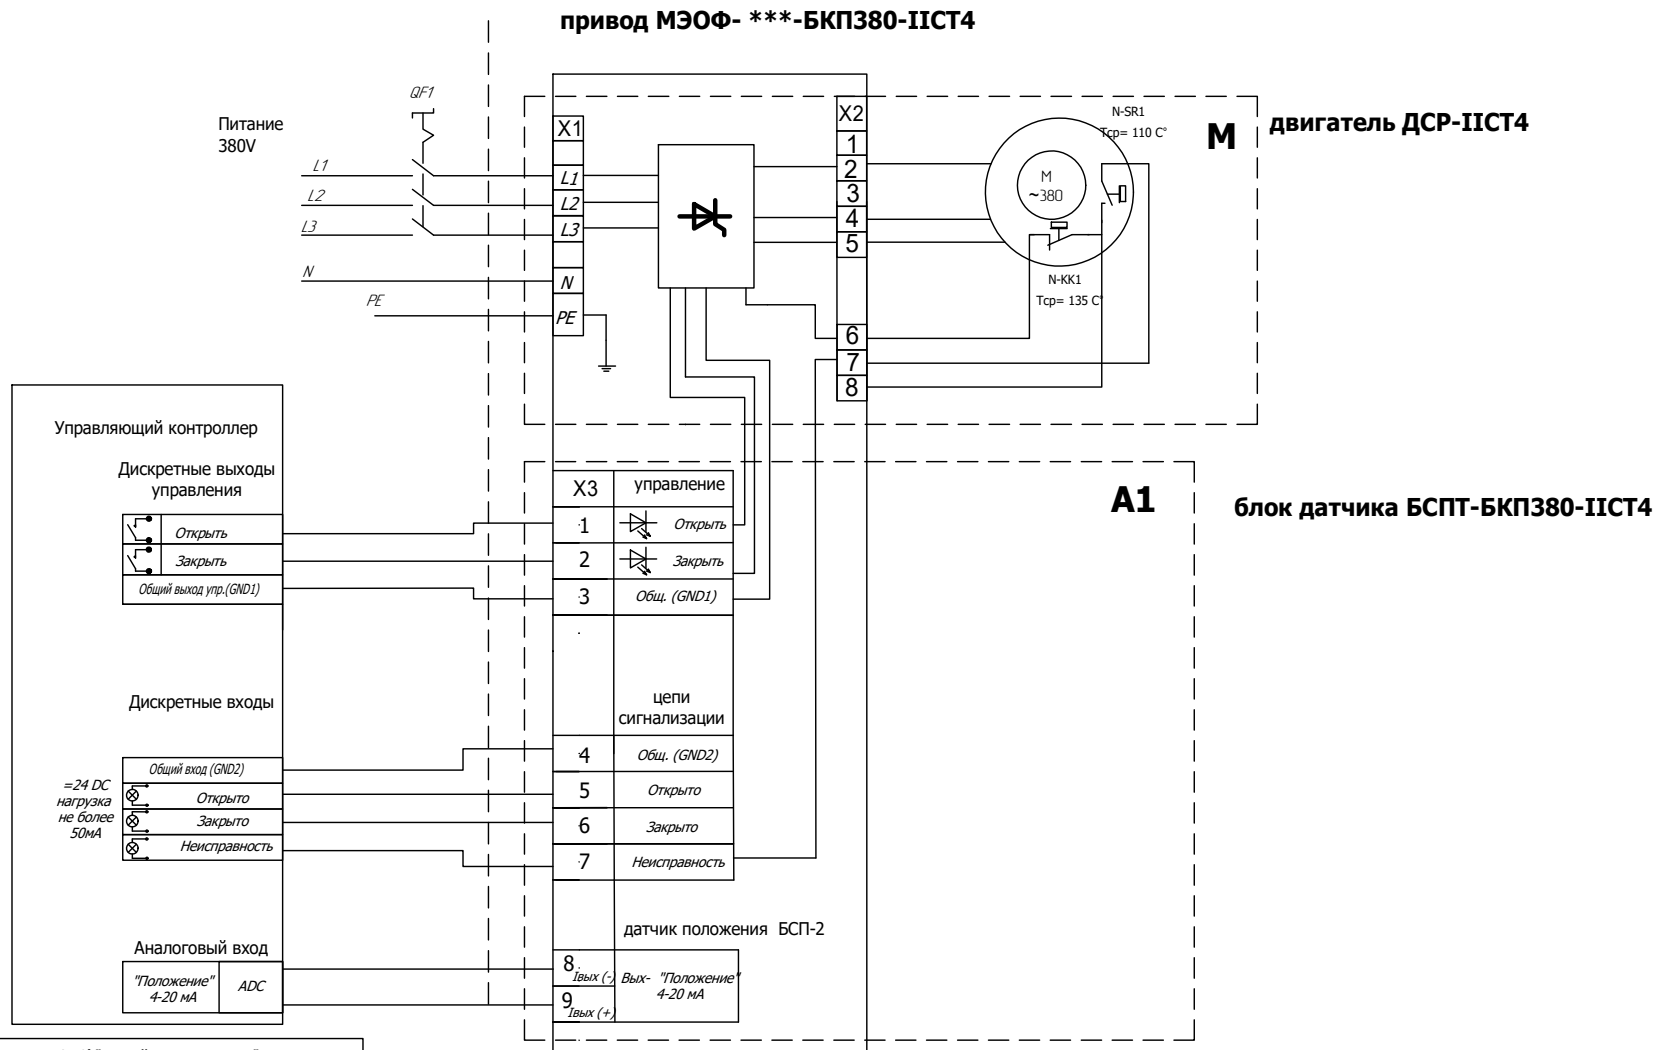 привод МЭОФ- ***-БКП380-IIСТ4
QF1
Питание
380V
L1
L2
L3
N
PE
X1
L1
L2
L3
N
PE
X2
1
2
3
4
5
6
7
8
N-SR1
Тср= 110 C°
М
~380
N-KK1
Тср= 135 C°
М
двигатель ДСР-IIСТ4
Управляющий контроллер
Дискретные выходы
управления
Открыть
Закрыть
Общий выход упр.(GND1)
Дискретные входы
=24 DC
нагрузка
не более
50мА
Общий вход (GND2)
Открыто
Закрыто
Неисправность
Аналоговый вход
"Положение"
4-20 мА
ADC
X3
управление
1
Открыть
2
Закрыть
3
Общ. (GND1)
цепи
сигнализации
4
Общ. (GND2)
5
Открыто
6
Закрыто
7
Неисправность
датчик положения БСП-2
8
Iвых (-)
9
Iвых (+)
Вых- "Положение"
4-20 мА
А1
блок датчика БСПТ-БКП380-IIСТ4